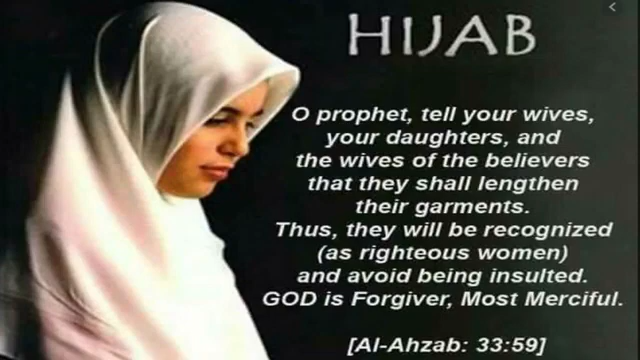 HIJAB
O prophet, tell your wives,
your daughters, and
the wives of the believers
that they shall lengthen
their garments.
Thus, they will be recognized
(as righteous women)
and avoid being insulted.
GOD is Forgiver, Most Merciful.
[Al-Ahzab: 33:59]